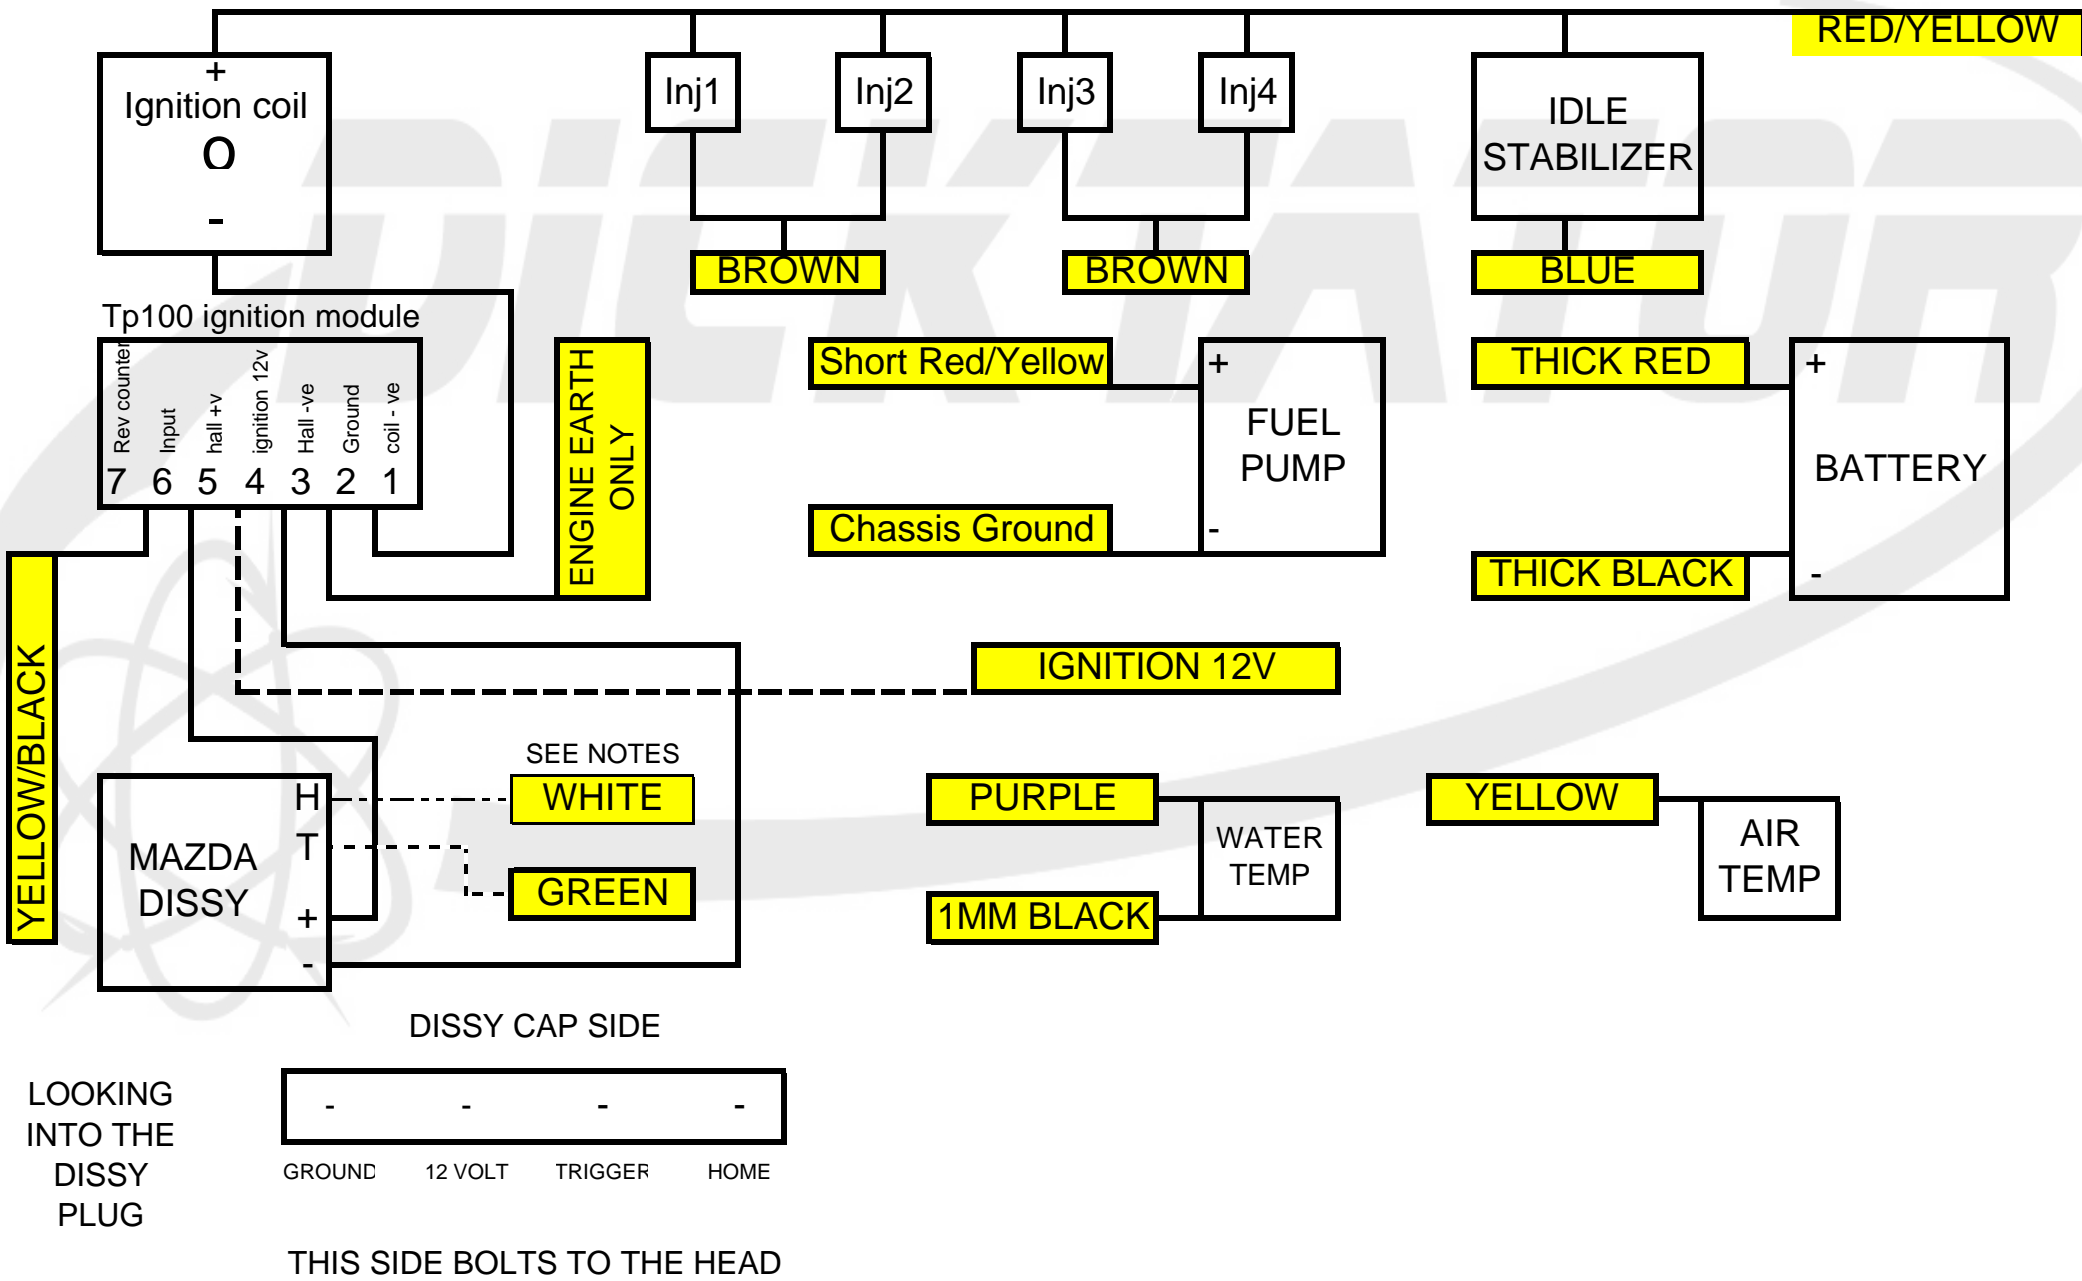 RED/YELLOW
+
Ignition coil
O
-
Inj1
Inj2
Inj3
Inj4
IDLE
STABILIZER
BROWN
BROWN
BLUE
DICKTATOR
Tp100 ignition module
Rev counter
Input
hall +v
ignition 12v
Hall -ve
Ground
coil - ve
7 6 5 4 3 2 1
ENGINE EARTH
ONLY
Short Red/Yellow
+
FUEL
PUMP
Chassis Ground
-
THICK RED
+
BATTERY
THICK BLACK
-
YELLOW/BLACK
IGNITION 12V
SEE NOTES
WHITE
GREEN
MAZDA
DISSY
H
T
+
-
PURPLE
WATER
TEMP
1MM BLACK
YELLOW
AIR
TEMP
DISSY CAP SIDE
LOOKING
INTO THE
DISSY
PLUG
- - - -
GROUND 12 VOLT TRIGGER HOME
THIS SIDE BOLTS TO THE HEAD